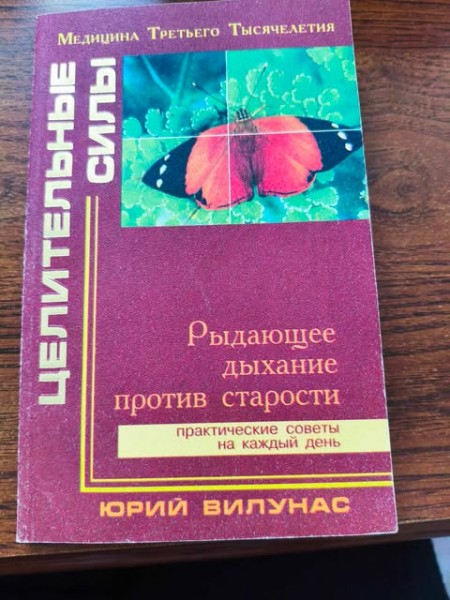 Медицина Третьего Тысячелетия
ЦЕЛИТЕЛЬНЫЕ
СИЛЫ
Рыдающее
дыхание
против старости
практические советы
на каждый день
ЮРИЙ ВИЛУНАС